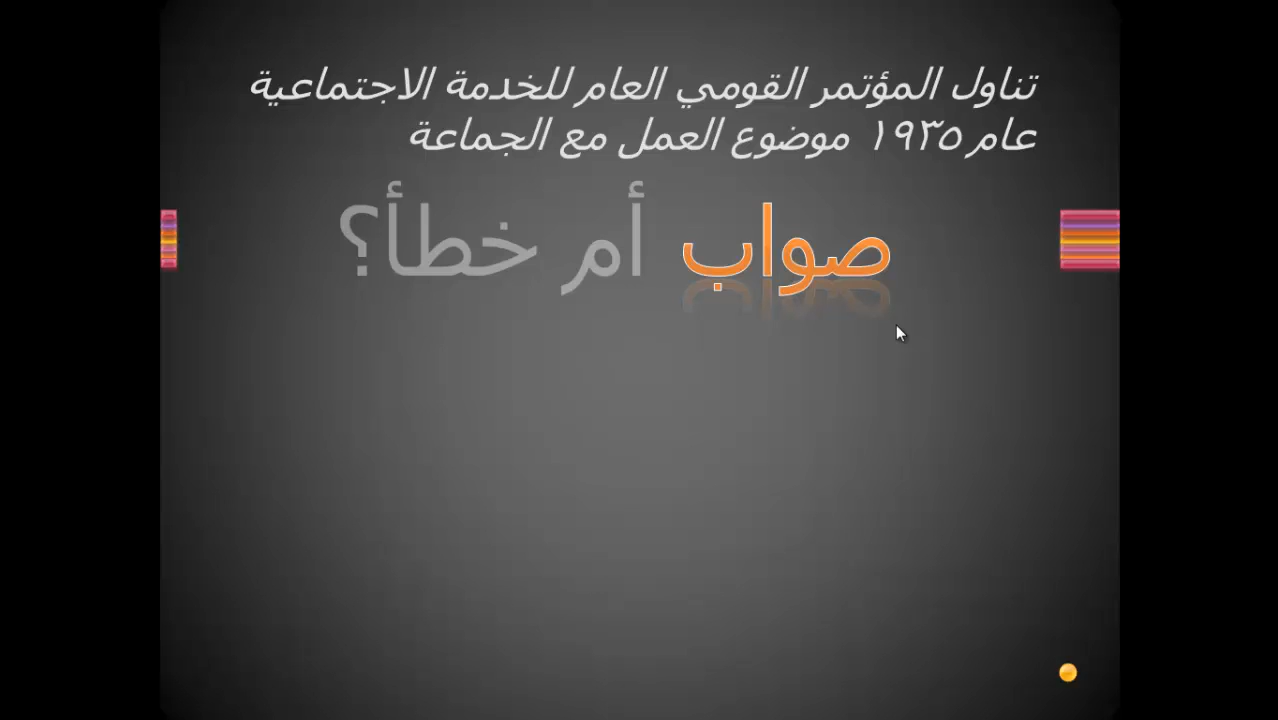 تناول المؤتمر القومي العام للخدمة الاجتماعية
عام ١٩٣٥ موضوع العمل مع الجماعة
صواب أم خطأ؟